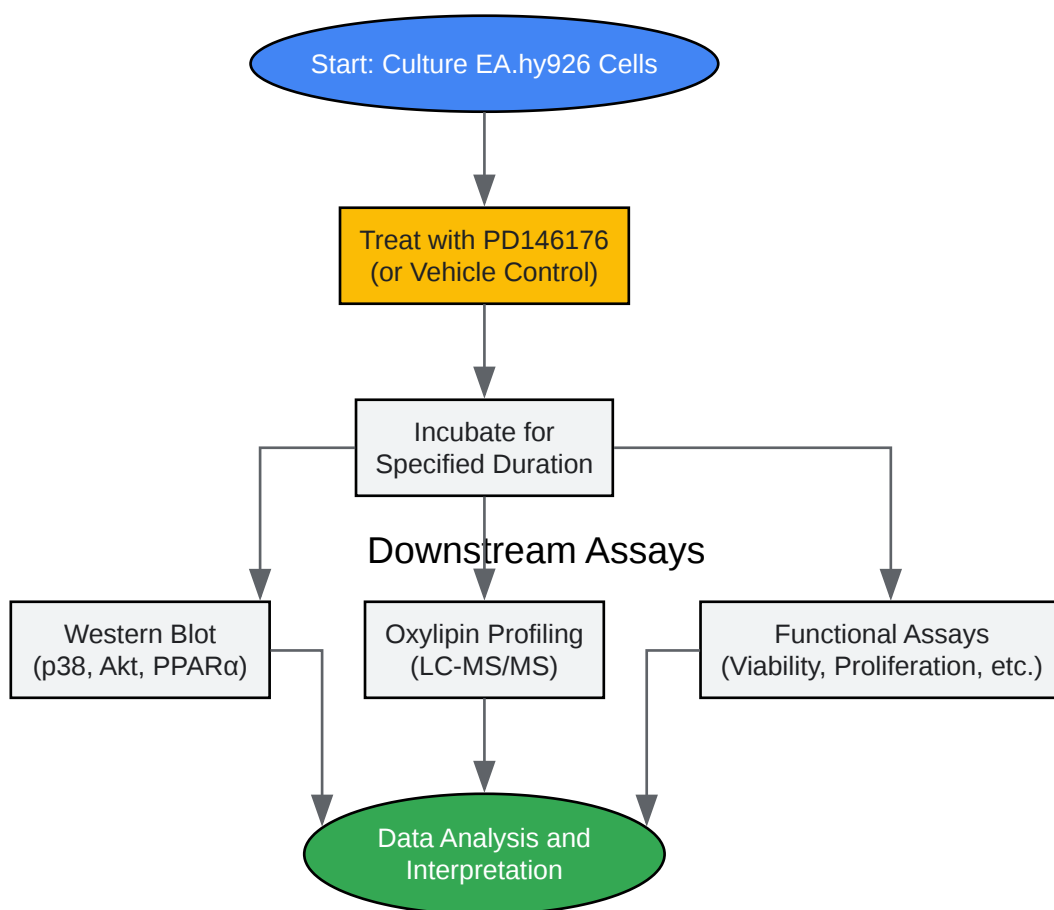 Start: Culture EA.hy926 Cells
Treat with PD146176
(or Vehicle Control)
Incubate for
Specified Duration
Downstream Assays
Western Blot
(p38, Akt, PPARα)
Oxylipin Profiling
(LC-MS/MS)
Functional Assays
(Viability, Proliferation, etc.)
Data Analysis and
Interpretation